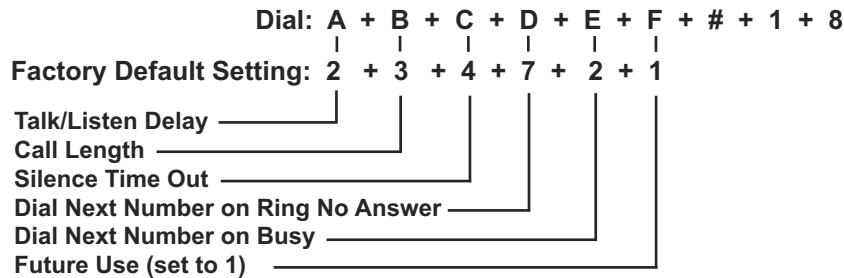 Dial: A + B + C + D + E + F + # + 1 + 8
Factory Default Setting: 2 + 3 + 4 + 7 + 2 + 1
Talk/Listen Delay
Call Length
Silence Time Out
Dial Next Number on Ring No Answer
Dial Next Number on Busy
Future Use (set to 1)